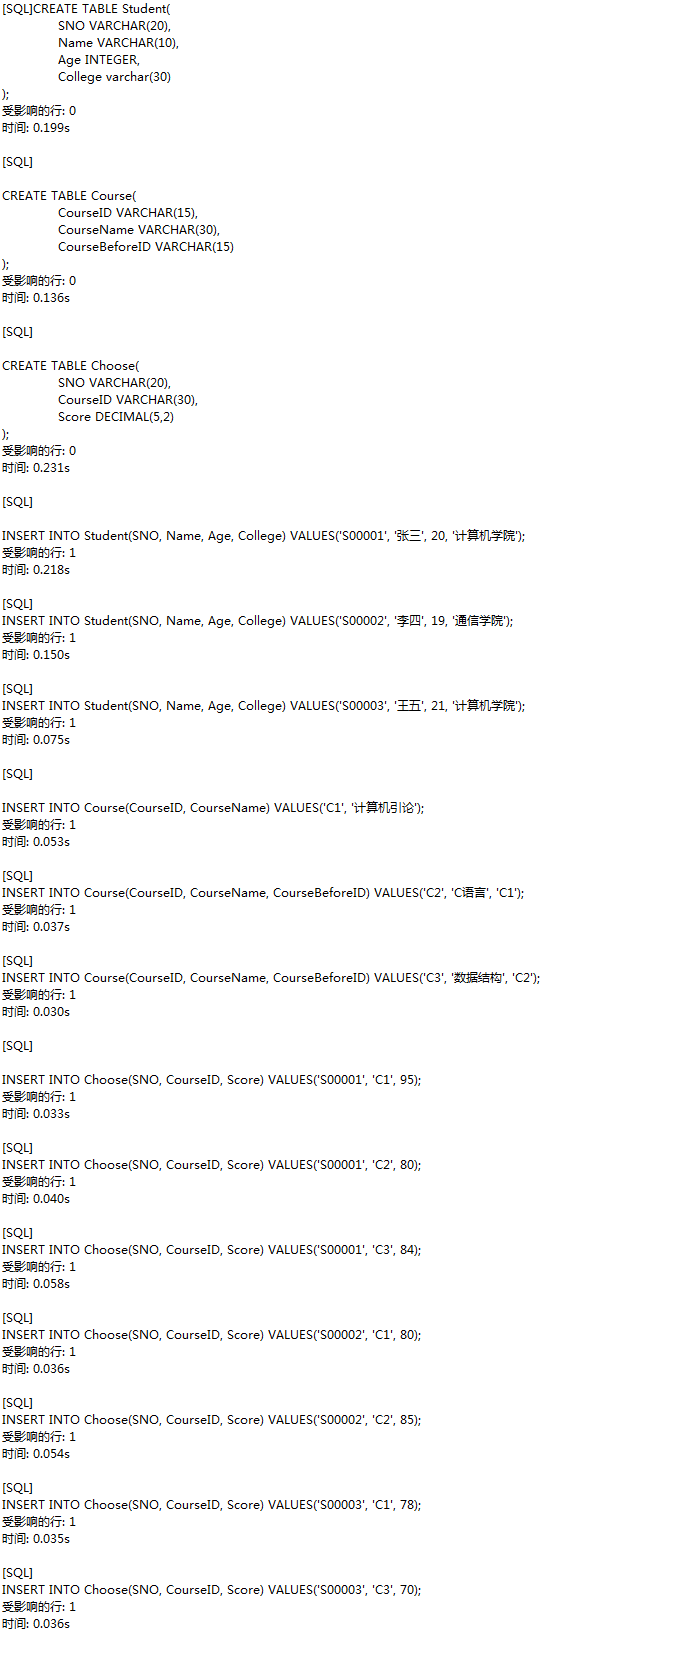 [SQL]CREATE TABLE Student(
SNO VARCHAR(20),
Name VARCHAR(10),
Age INTEGER,
College varchar(30)
);
受影响的行: 0
时间: 0.199s
[SQL]
CREATE TABLE Course(
CourseID VARCHAR(15),
CourseName VARCHAR(30),
CourseBeforeID VARCHAR(15)
);
受影响的行: 0
时间: 0.136s
[SQL]
CREATE TABLE Choose(
SNO VARCHAR(20),
CourseID VARCHAR(30),
Score DECIMAL(5,2)
);
受影响的行: 0
时间: 0.231s
[SQL]
INSERT INTO Student(SNO, Name, Age, College) VALUES('S00001', '张三', 20, '计算机学院');
受影响的行: 1
时间: 0.218s
[SQL]
INSERT INTO Student(SNO, Name, Age, College) VALUES('S00002', '李四', 19, '通信学院');
受影响的行: 1
时间: 0.150s
[SQL]
INSERT INTO Student(SNO, Name, Age, College) VALUES('S00003', '王五', 21, '计算机学院');
受影响的行: 1
时间: 0.075s
[SQL]
INSERT INTO Course(CourseID, CourseName) VALUES('C1', '计算机引论');
受影响的行: 1
时间: 0.053s
[SQL]
INSERT INTO Course(CourseID, CourseName, CourseBeforeID) VALUES('C2', 'C语言', 'C1');
受影响的行: 1
时间: 0.037s
[SQL]
INSERT INTO Course(CourseID, CourseName, CourseBeforeID) VALUES('C3', '数据结构', 'C2');
受影响的行: 1
时间: 0.030s
[SQL]
INSERT INTO Choose(SNO, CourseID, Score) VALUES('S00001', 'C1', 95);
受影响的行: 1
时间: 0.033s
[SQL]
INSERT INTO Choose(SNO, CourseID, Score) VALUES('S00001', 'C2', 80);
受影响的行: 1
时间: 0.040s
[SQL]
INSERT INTO Choose(SNO, CourseID, Score) VALUES('S00001', 'C3', 84);
受影响的行: 1
时间: 0.058s
[SQL]
INSERT INTO Choose(SNO, CourseID, Score) VALUES('S00002', 'C1', 80);
受影响的行: 1
时间: 0.036s
[SQL]
INSERT INTO Choose(SNO, CourseID, Score) VALUES('S00002', 'C2', 85);
受影响的行: 1
时间: 0.054s
[SQL]
INSERT INTO Choose(SNO, CourseID, Score) VALUES('S00003', 'C1', 78);
受影响的行: 1
时间: 0.035s
[SQL]
INSERT INTO Choose(SNO, CourseID, Score) VALUES('S00003', 'C3', 70);
受影响的行: 1
时间: 0.036s